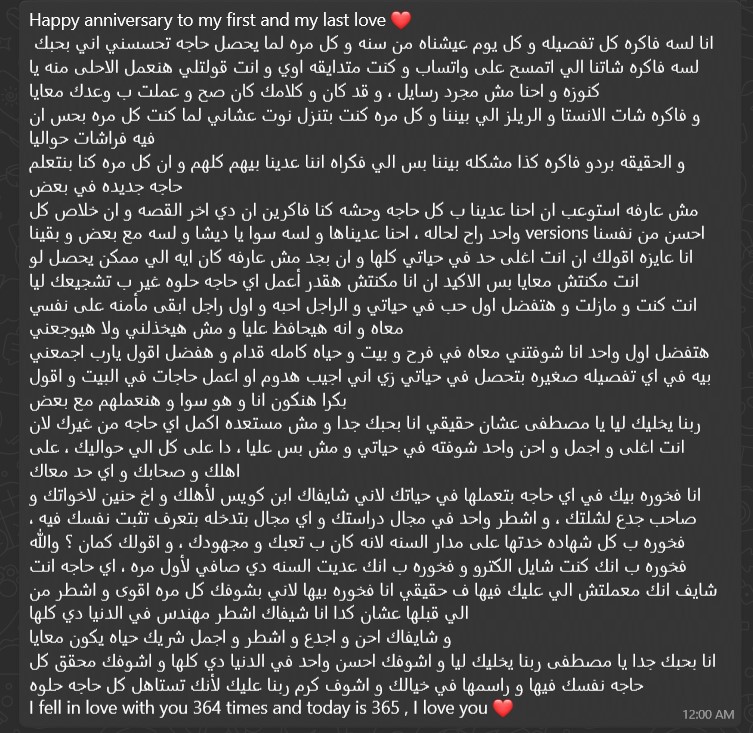 Happy anniversary to my first and my last love ❤️
انا لسه فاكره كل تفصيله و كل يوم عيشناه من سنه و كل مره لما يحصل حاجه تحسسني اني بحبك
لسه فاكره شاتنا الي اتمسح على واتساب و كنت متدايقه اوي و انت قولتلي هنعمل الاحلى منه يا
كنوزه و احنا مش مجرد رسايل ، و قد كان و كلامك كان صح و عملت ب وعدك معايا
و فاكره شات الانستا و الريلز الي بيننا و كل مره كنت بتنزل نوت عشاني لما كنت كل مره بحس ان
فيه فراشات حواليا
و الحقيقه بردو فاكره كذا مشكله بيننا بس الي فكراه اننا عدينا بيهم كلهم و ان كل مره كنا بنتعلم
حاجه جديده في بعض
مش عارفه استوعب ان احنا عدينا ب كل حاجه وحشه كنا فاكرين ان دي اخر القصه و ان خلاص كل
واحد راح لحاله ، احنا عديناها و لسه سوا يا ديشا و لسه مع بعض و بقينا versions احسن من نفسنا
انا عايزه اقولك ان انت اغلى حد في حياتي كلها و ان بجد مش عارفه كان ايه الي ممكن يحصل لو
انت مكنتش معايا بس الاكيد ان انا مكنتش هقدر أعمل اي حاجه حلوه غير ب تشجيعك ليا
انت كنت و مازلت و هتفضل اول حب في حياتي و الراجل احبه و اول راجل ابقى مأمنه على نفسي
معاه و انه هيحافظ عليا و مش هيخذلني ولا هيوجعني
هتفضل اول واحد انا شوفتني معاه في فرح و بيت و حياه كامله قدام و هفضل اقول يارب اجمعني
بيه في اي تفصيله صغيره بتحصل في حياتي زي اني اجيب هدوم او اعمل حاجات في البيت و اقول
بكرا هنكون انا و هو سوا و هنعملهم مع بعض
ربنا يخليك ليا يا مصطفى عشان حقيقي انا بحبك جدا و مش مستعده اكمل اي حاجه من غيرك لان
انت اغلى و اجمل و احن واحد شوفته في حياتي و مش بس عليا ، دا على كل الي حواليك ، على
اهلك و صحابك و اي حد معاك
انا فخوره بيك في اي حاجه بتعملها في حياتك لاني شايفاك ابن كويس لأهلك و اخ حنين لاخواتك و
صاحب جدع لشلتك ، و اشطر واحد في مجال دراستك و اي مجال بتدخله بتعرف تثبت نفسك فيه ،
فخوره ب كل شهاده خدتها على مدار السنه لانه كان ب تعبك و مجهودك ، و اقولك كمان ؟ والله
فخوره ب انك كنت شايل الكترو و فخوره ب انك عديت السنه دي صافي لأول مره ، اي حاجه انت
شايف انك معملتش الي عليك فيها ف حقيقي انا فخوره بيها لاني بشوفك كل مره اقوى و اشطر من
الي قبلها عشان كدا انا شيفاك اشطر مهندس في الدنيا دي كلها
و شايفاك احن و اجدع و اشطر و اجمل شريك حياه يكون معايا
انا بحبك جدا يا مصطفى ربنا يخليك ليا و اشوفك احسن واحد في الدنيا دي كلها و اشوفك محقق كل
حاجه نفسك فيها و راسمها في خيالك و اشوف كرم ربنا عليك لأنك تستاهل كل حاجه حلوه
I fell in love with you 364 times and today is 365 , I love you ❤️
12:00 AM